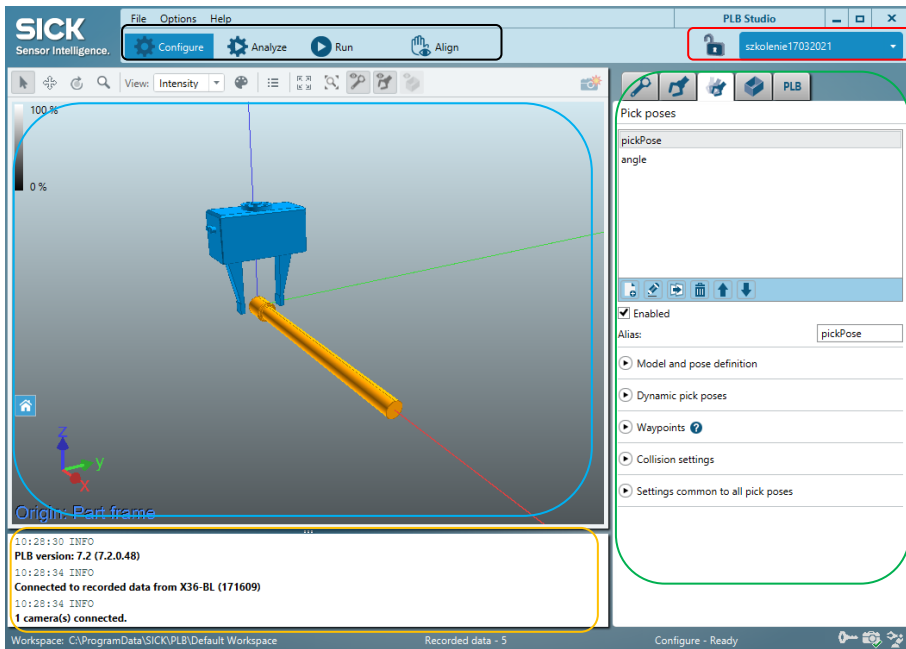 SICK
Sensor Intelligence.
File Options Help
PLB Studio
Configure Analyze Run Align
szkolenie17032021
View: Intensity
PLB
100 %
0 %
Z
y
X
Origin: Part frame
Pick poses
pickPose
angle
Enabled
Alias: pickPose
Model and pose definition
Dynamic pick poses
Waypoints ?
Collision settings
Settings common to all pick poses
10:28:30 INFO
PLB version: 7.2 (7.2.0.48)
10:28:34 INFO
Connected to recorded data from X36-BL (171609)
10:28:34 INFO
1 camera(s) connected.
Workspace: C:\ProgramData\SICK\PLB\Default Workspace Recorded data - 5 Configure - Ready